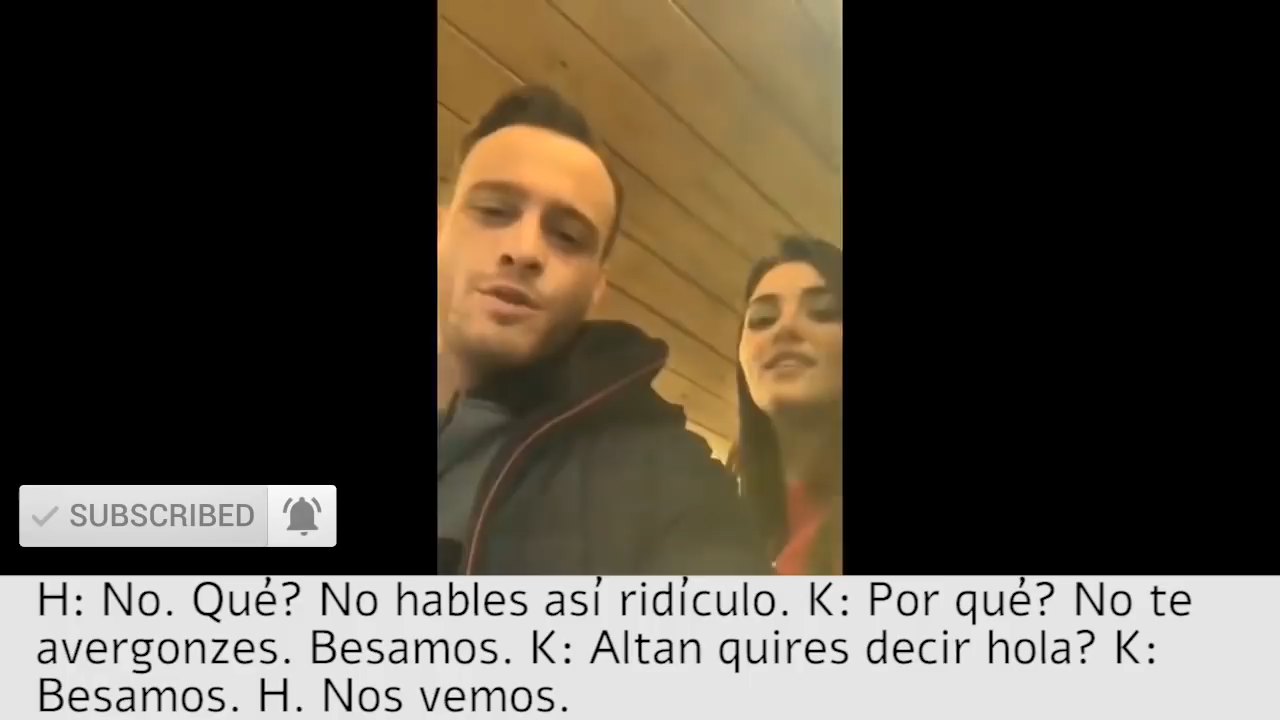 SUBSCRIBED
H: No. Qué? No hables así ridículo. K: Por qué? No te
avergonzes. Besamos. K: Altan quires decir hola? K:
Besamos. H. Nos vemos.